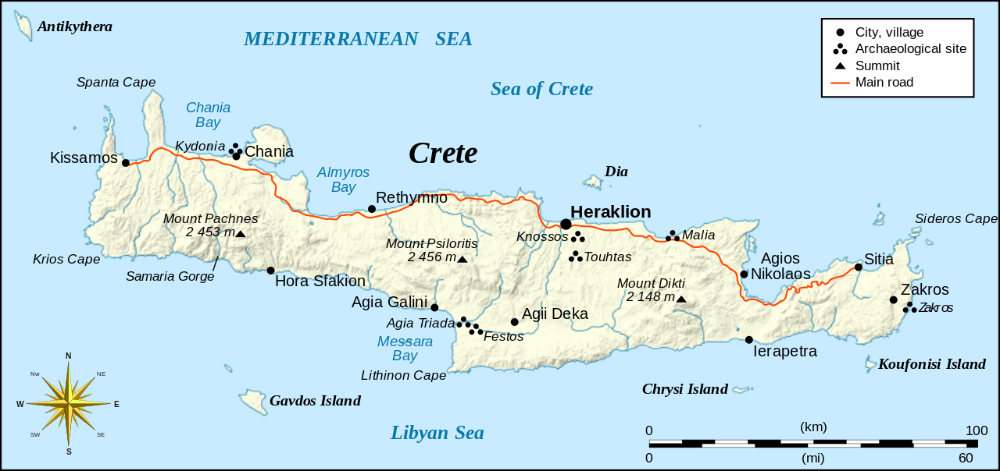 Antikythera
MEDITERRANEAN SEA
City, village
Archaeological site
Summit
Main road
Spanta Cape
Sea of Crete
Chania
Bay
Kydonia
Chania
Kissamos
Crete
Almyros
Bay
Dia
Rethymno
Heraklion
Mount Pachnes
2 453 m
Sideros Cape
Knossos
Malia
Mount Psiloritis
2 456 m
Touhtas
Krios Cape
Samaria Gorge
Hora Sfakion
Agios
Nikolaos
Sitia
Mount Dikti
2 148 m
Zakros
Zakros
Agia Galini
Agii Deka
Agia Triada
Festos
Messara
Bay
Ierapetra
Lithinon Cape
Koufonisi Island
Chrysi Island
Gavdos Island
Libyan Sea
N
Nw
NE
W
E
SW
SE
S
0
(km)
100
0
(mi)
60